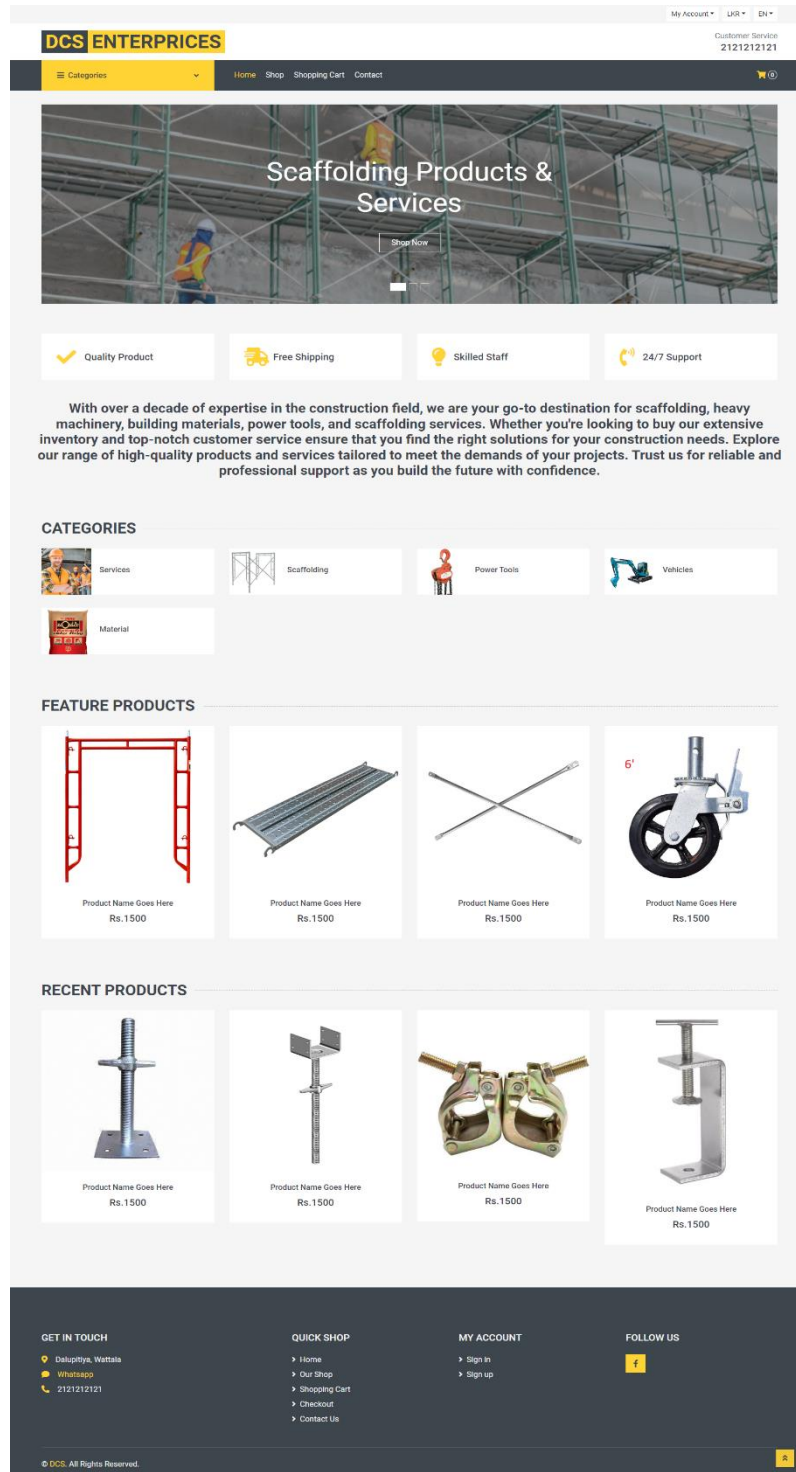 My Account LKR EN
DCS ENTERPRICES
Customer Service
2121212121
Categories
Home Shop Shopping Cart Contact
0
Scaffolding Products &
Services
Shop Now
Quality Product
Free Shipping
Skilled Staff
24/7 Support
With over a decade of expertise in the construction field, we are your go-to destination for scaffolding, heavy
machinery, building materials, power tools, and scaffolding services. Whether you're looking to buy our extensive
inventory and top-notch customer service ensure that you find the right solutions for your construction needs. Explore
our range of high-quality products and services tailored to meet the demands of your projects. Trust us for reliable and
professional support as you build the future with confidence.
CATEGORIES
Services
Scaffolding
Power Tools
Vehicles
Material
FEATURE PRODUCTS
6'
Product Name Goes Here
Rs.1500
Product Name Goes Here
Rs.1500
Product Name Goes Here
Rs.1500
Product Name Goes Here
Rs.1500
RECENT PRODUCTS
Product Name Goes Here
Rs.1500
Product Name Goes Here
Rs.1500
Product Name Goes Here
Rs.1500
Product Name Goes Here
Rs.1500
GET IN TOUCH
Dalupitiya, Wattala
Whatsapp
2121212121
QUICK SHOP
Home
Our Shop
Shopping Cart
Checkout
Contact Us
MY ACCOUNT
Sign in
Sign up
FOLLOW US
© DCS. All Rights Reserved.